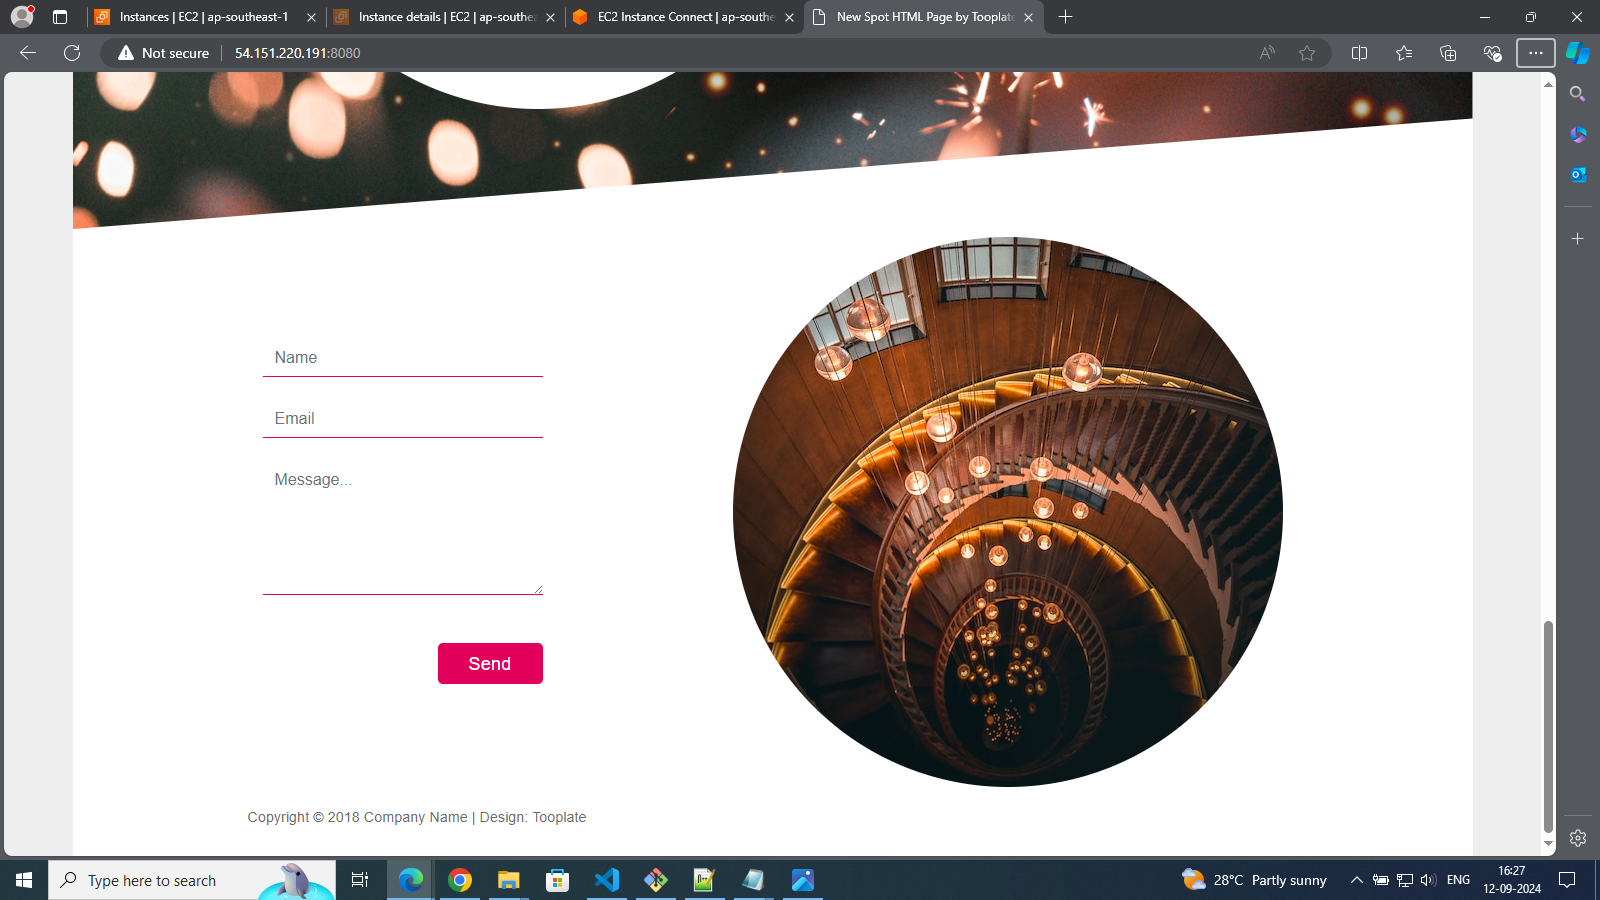 Instances | EC2 | ap-southeast-1
Instance details | EC2 | ap-southea
EC2 Instance Connect | ap-southe
New Spot HTML Page by Tooplate
Not secure
54.151.220.191:8080
Name
Email
Message...
Send
Copyright © 2018 Company Name | Design: Tooplate
Type here to search
28°C Partly sunny
ENG
16:27
12-09-2024